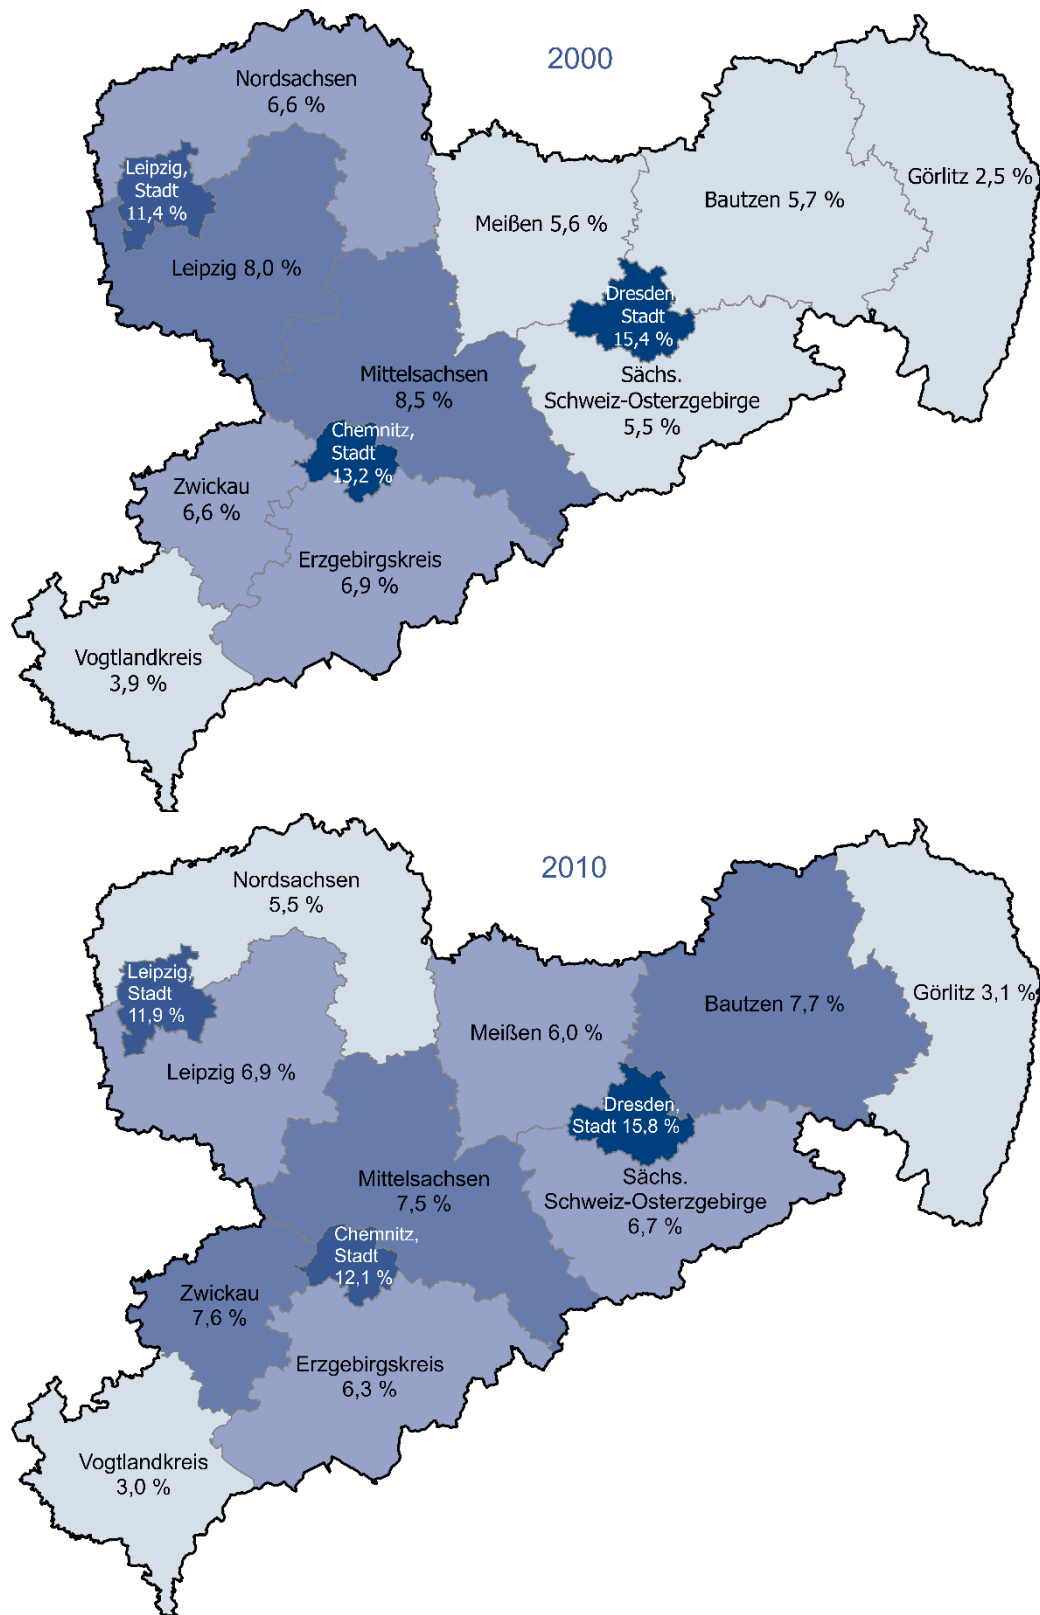 2000
Nordsachsen
6,6 %
Leipzig,
Stadt
11,4 %
Leipzig 8,0 %
Meißen 5,6 %
Bautzen 5,7 %
Görlitz 2,5 %
Dresden,
Stadt
15,4 %
Sächs.
Schweiz-Osterzgebirge
5,5 %
Mittelsachsen
8,5 %
Chemnitz,
Stadt
13,2 %
Zwickau
6,6 %
Erzgebirgskreis
6,9 %
Vogtlandkreis
3,9 %
2010
Nordsachsen
5,5 %
Leipzig,
Stadt
11,9 %
Leipzig 6,9 %
Meißen 6,0 %
Bautzen 7,7 %
Görlitz 3,1 %
Dresden,
Stadt 15,8 %
Sächs.
Schweiz-Osterzgebirge
6,7 %
Mittelsachsen
7,5 %
Chemnitz,
Stadt
12,1 %
Zwickau
7,6 %
Erzgebirgskreis
6,3 %
Vogtlandkreis
3,0 %